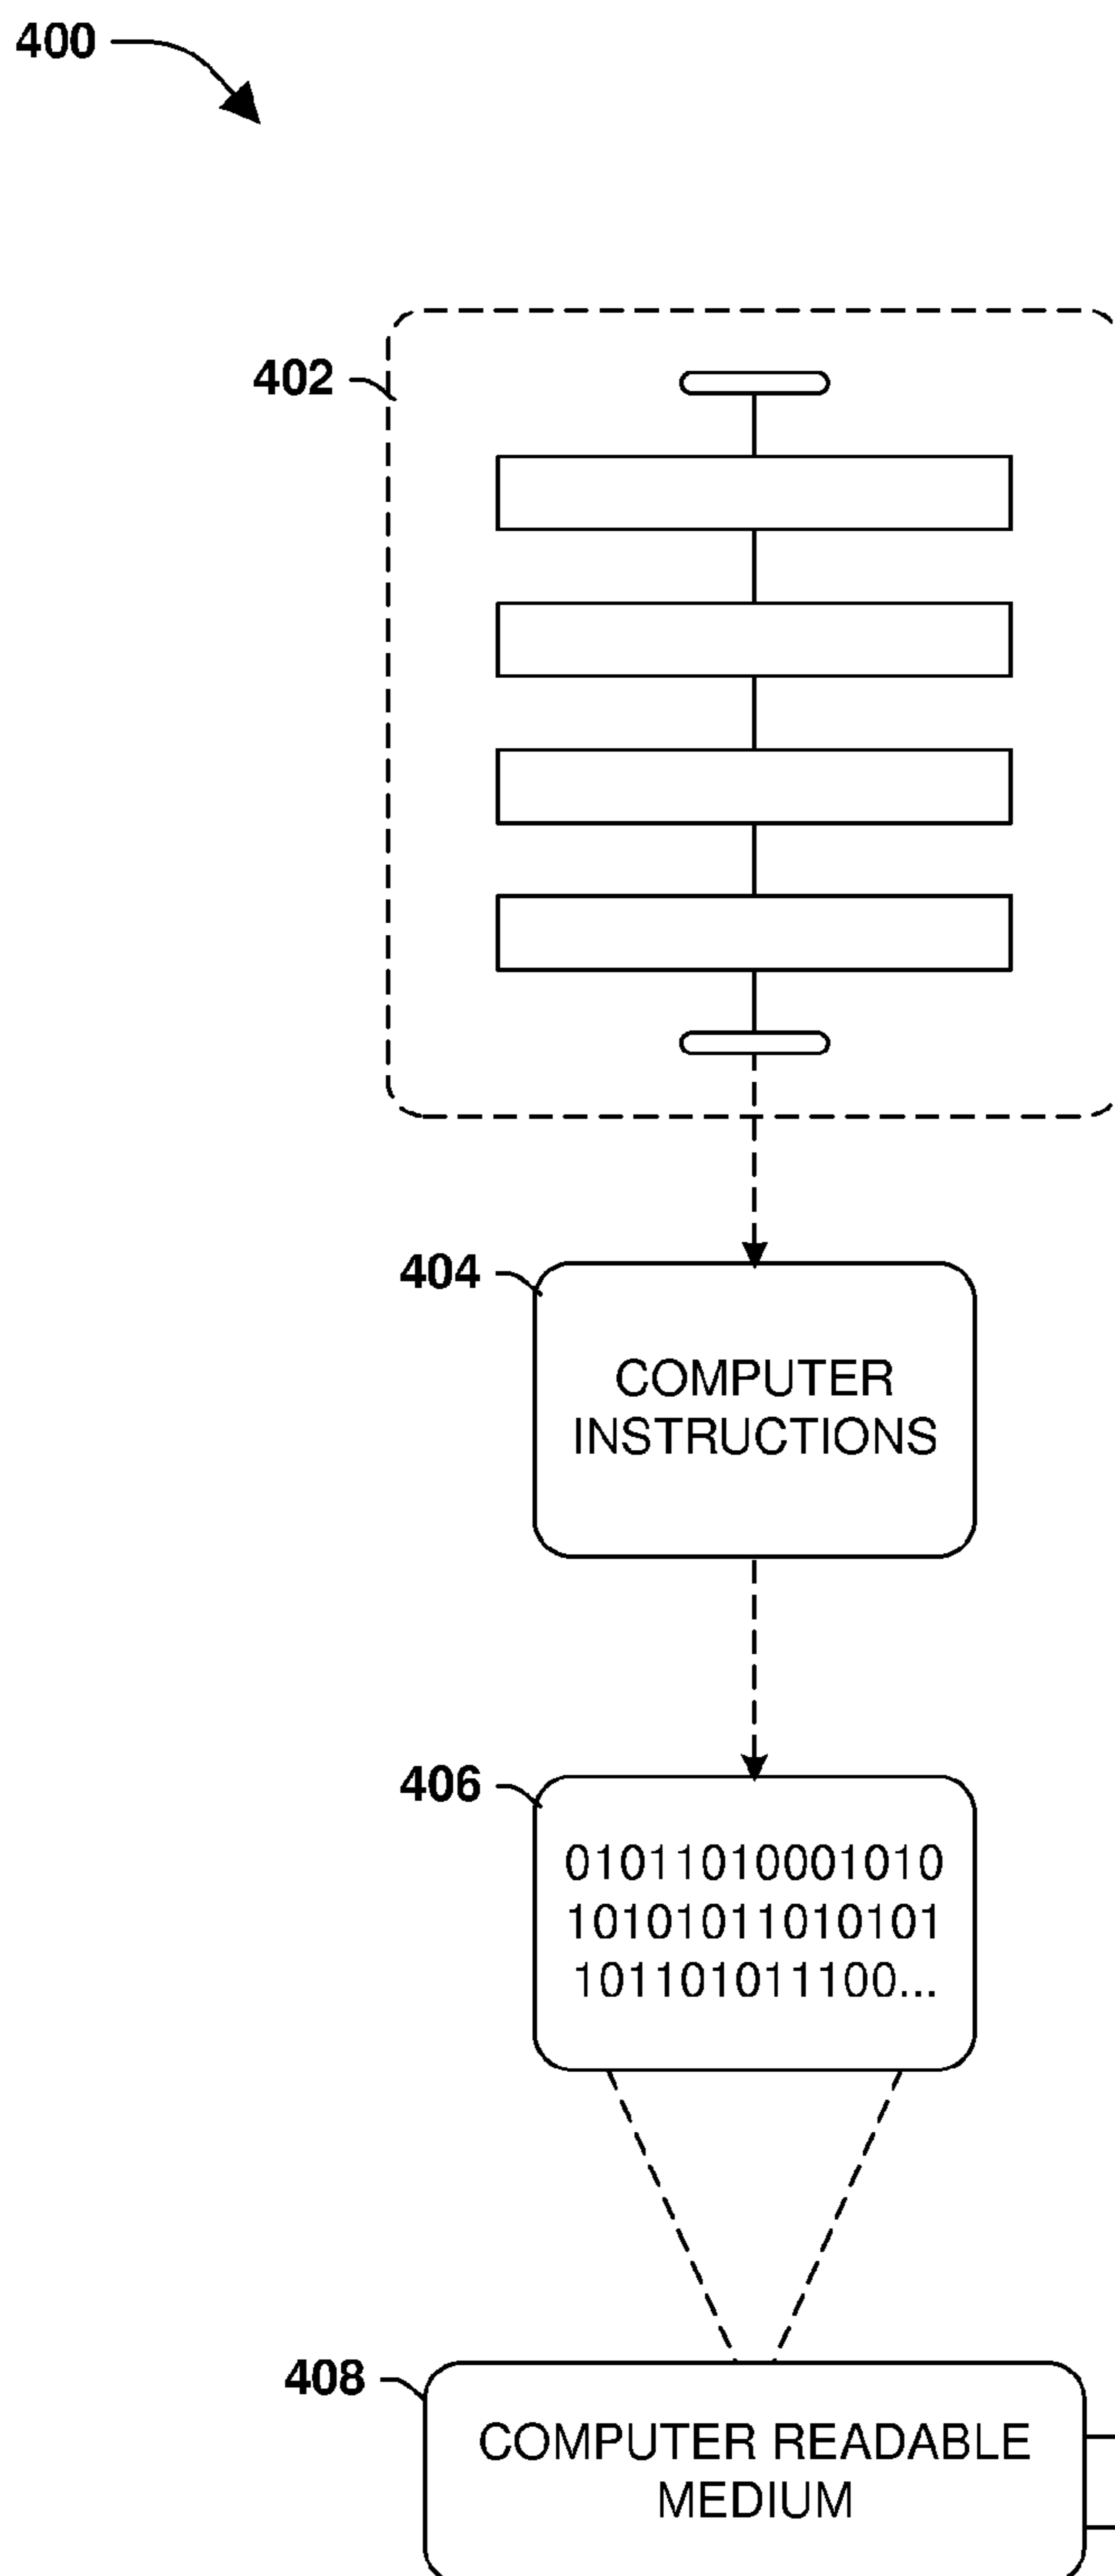 400
402
404
COMPUTER
INSTRUCTIONS
406
01011010001010
10101011010101
101101011100...
408
COMPUTER READABLE
MEDIUM